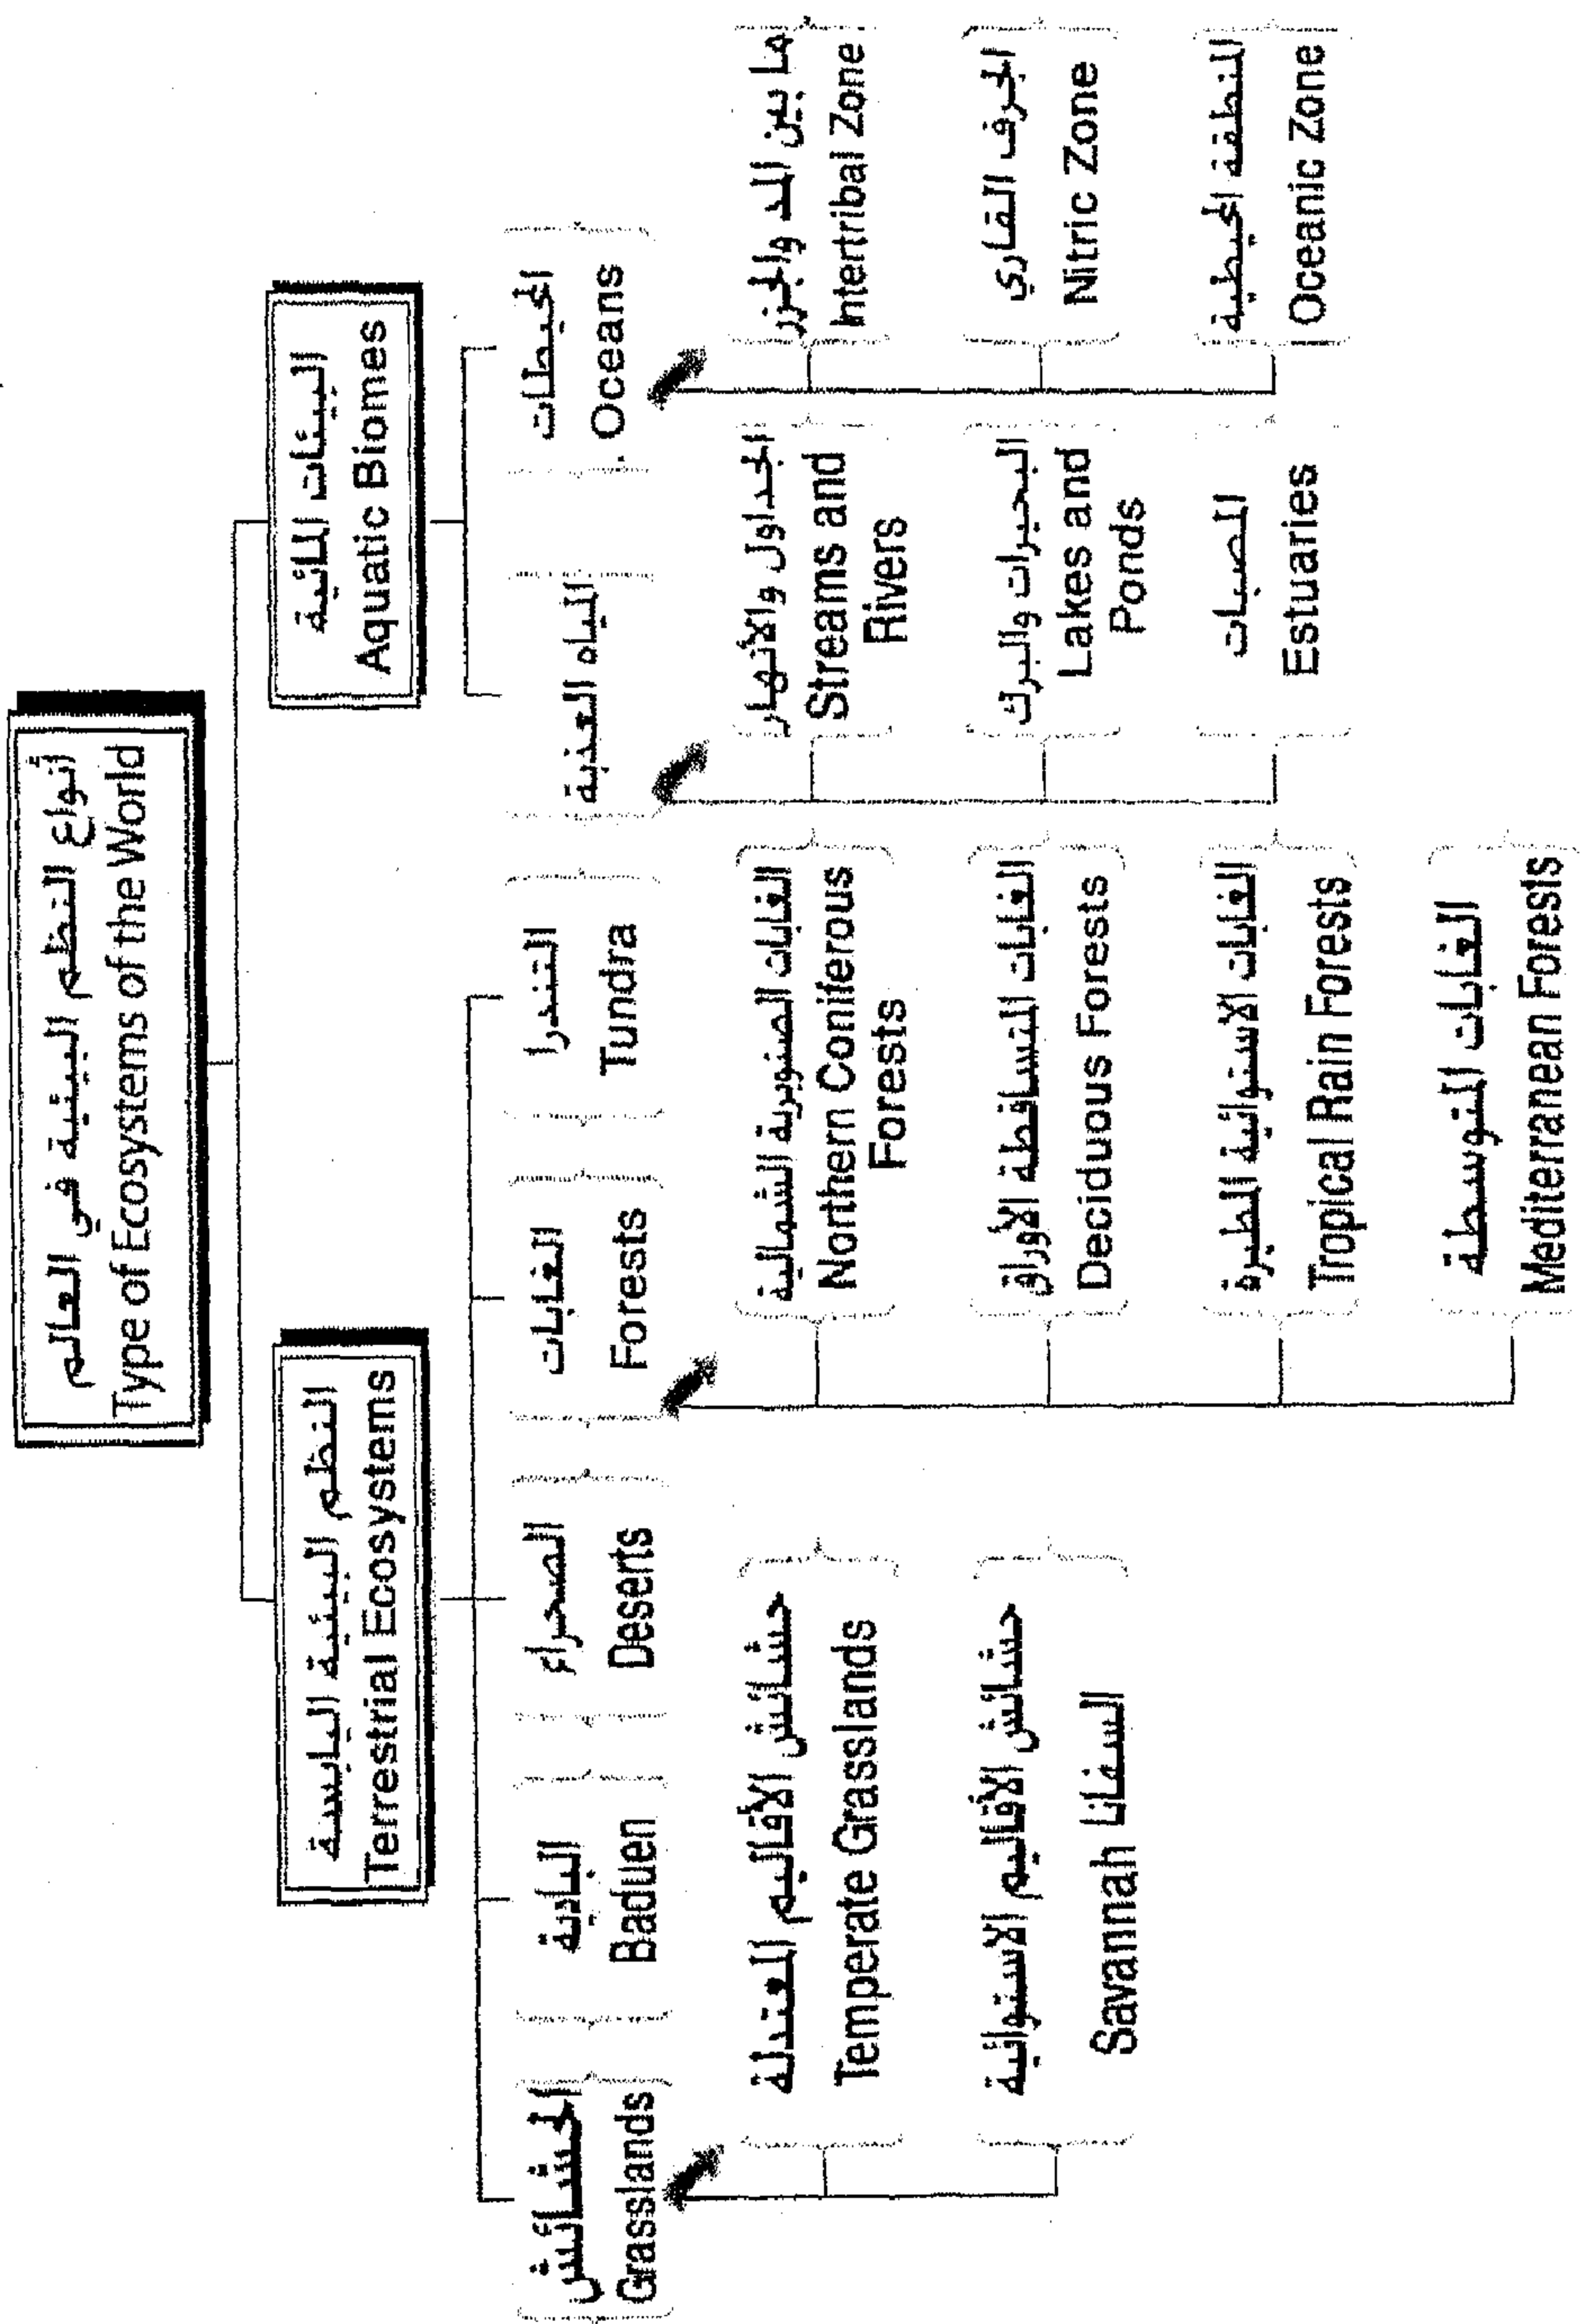 أنواع النظم البيئية في العالم
Type of Ecosystems of the World
النظم البيئية اليابسة
Terrestrial Ecosystems
البيئات المائية
Aquatic Biomes
الحشائش
Grasslands
البادية
Baduen
الصحراء
Deserts
الغابات
Forests
التندرا
Tundra
المياه العذبة
المحيطات
Oceans
حشائش الأقاليم المعتدلة
Temperate Grasslands
حشائش الأقاليم الاستوائية
Savannah السفانا
الغابات الصنوبرية الشمالية
Northern Coniferous
Forests
الغابات المتساقطة الأوراق
Deciduous Forests
الغابات الاستوائية المطيرة
Tropical Rain Forests
الغابات المتوسطة
Mediterranean Forests
الجداول والأنهار
Streams and
Rivers
البحيرات والبرك
Lakes and
Ponds
المصبات
Estuaries
ما بين المد والجزر
Intertribal Zone
الجرف القاري
Nitric Zone
المنطقة المحيطية
Oceanic Zone